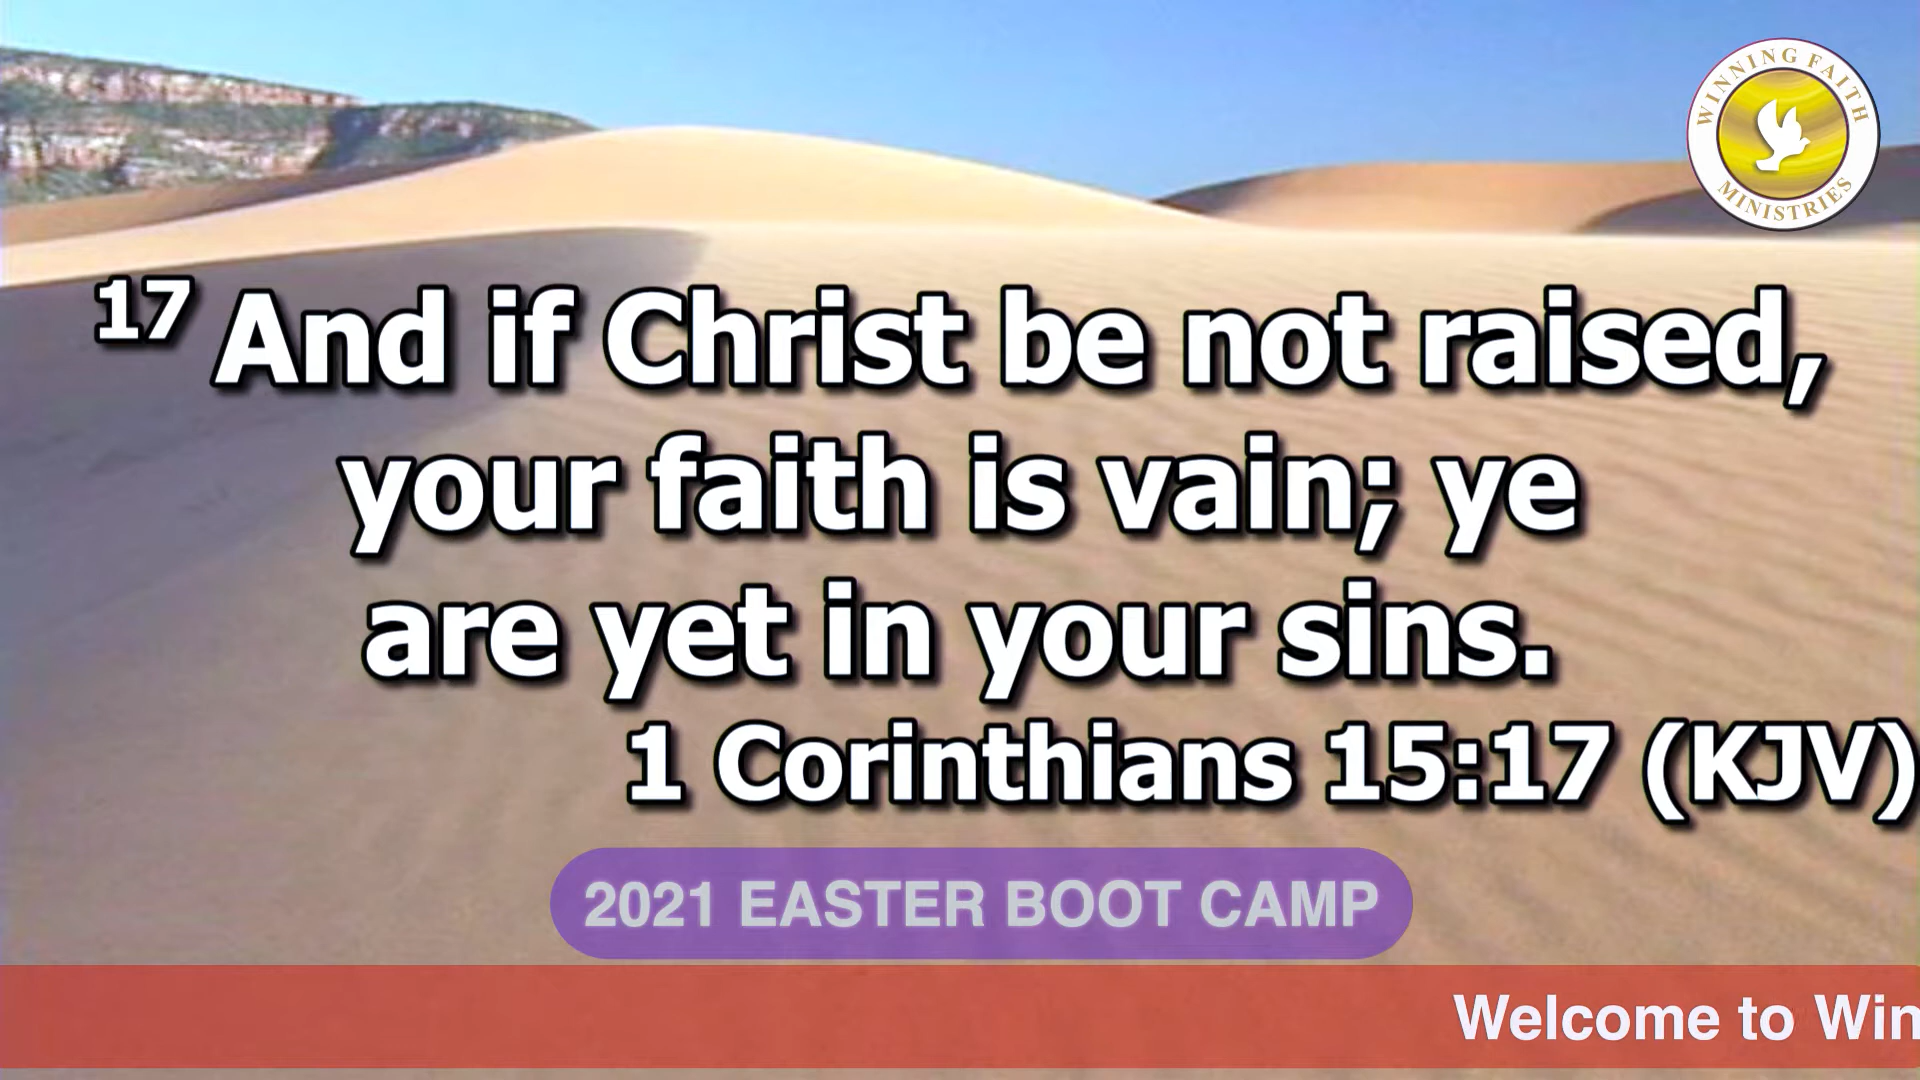 WINNING FAITH
MINISTRIES
17 And if Christ be not raised,
your faith is vain; ye
are yet in your sins.
1 Corinthians 15:17 (KJV)
2021 EASTER BOOT CAMP
Welcome to Win